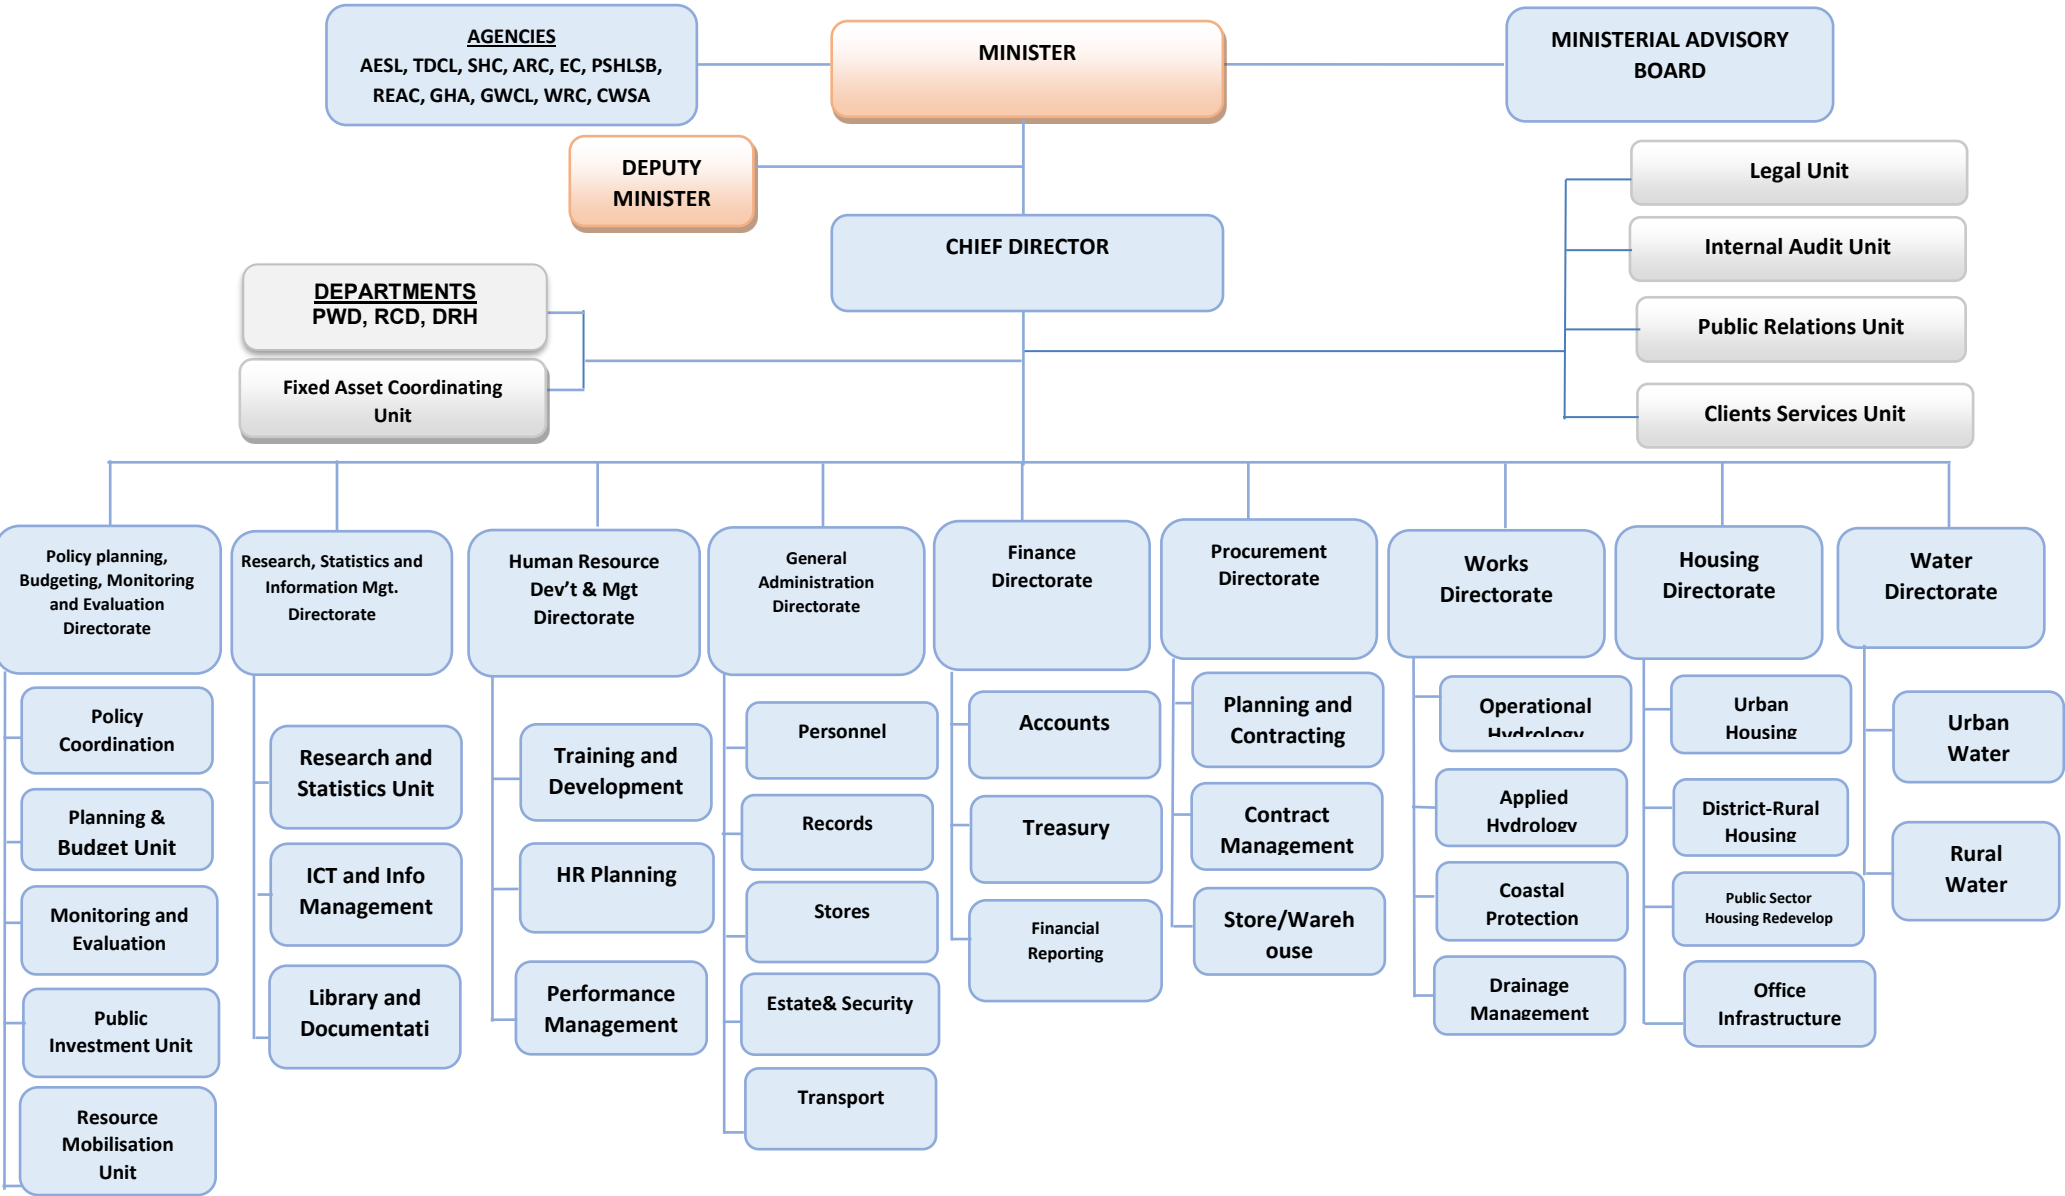 AGENCIES
AESL, TDCL, SHC, ARC, EC, PSHLSB,
REAC, GHA, GWCL, WRC, CWSA
MINISTER
MINISTERIAL ADVISORY
BOARD
DEPUTY
MINISTER
CHIEF DIRECTOR
Legal Unit
Internal Audit Unit
Public Relations Unit
Clients Services Unit
DEPARTMENTS
PWD, RCD, DRH
Fixed Asset Coordinating
Unit
Policy planning,
Budgeting, Monitoring
and Evaluation
Directorate
Research, Statistics and
Information Mgt.
Directorate
Human Resource
Dev't & Mgt
Directorate
General
Administration
Directorate
Finance
Directorate
Procurement
Directorate
Works
Directorate
Housing
Directorate
Water
Directorate
Policy
Coordination
Planning &
Budget Unit
Monitoring and
Evaluation
Public
Investment Unit
Resource
Mobilisation
Unit
Research and
Statistics Unit
ICT and Info
Management
Library and
Documentati
Training and
Development
HR Planning
Performance
Management
Personnel
Records
Stores
Estate& Security
Transport
Accounts
Treasury
Financial
Reporting
Planning and
Contracting
Contract
Management
Store/Wareh
ouse
Operational
Hydrology
Applied
Hydrology
Coastal
Protection
Drainage
Management
Urban
Housing
District-Rural
Housing
Public Sector
Housing Redevelop
Office
Infrastructure
Urban
Water
Rural
Water